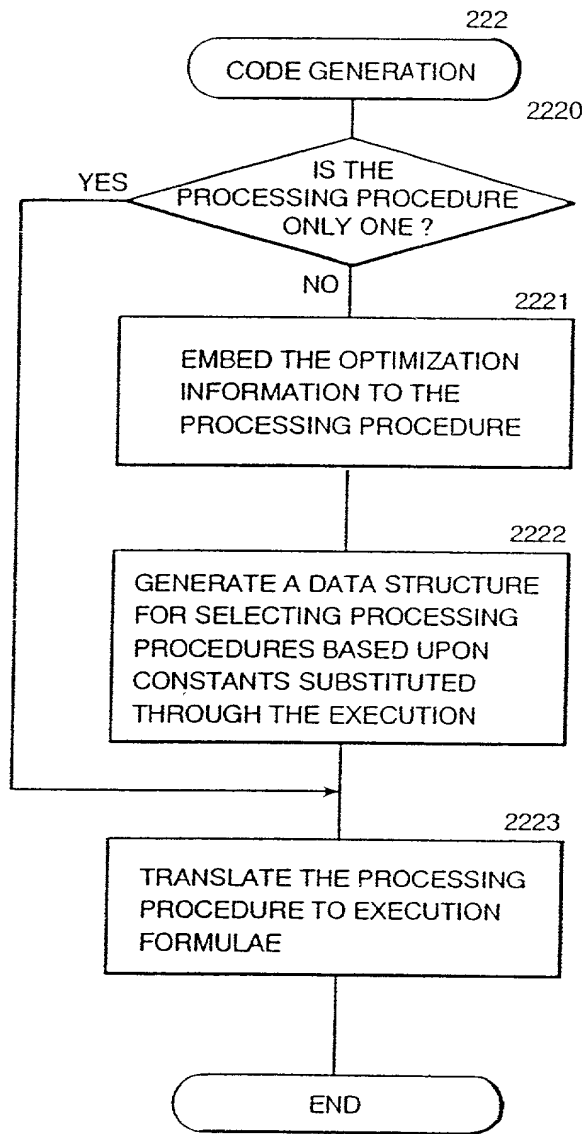 222
CODE GENERATION
2220
IS THE
PROCESSING PROCEDURE
ONLY ONE ?
YES
NO
2221
EMBED THE OPTIMIZATION
INFORMATION TO THE
PROCESSING PROCEDURE
2222
GENERATE A DATA STRUCTURE
FOR SELECTING PROCESSING
PROCEDURES BASED UPON
CONSTANTS SUBSTITUTED
THROUGH THE EXECUTION
2223
TRANSLATE THE PROCESSING
PROCEDURE TO EXECUTION
FORMULAE
END